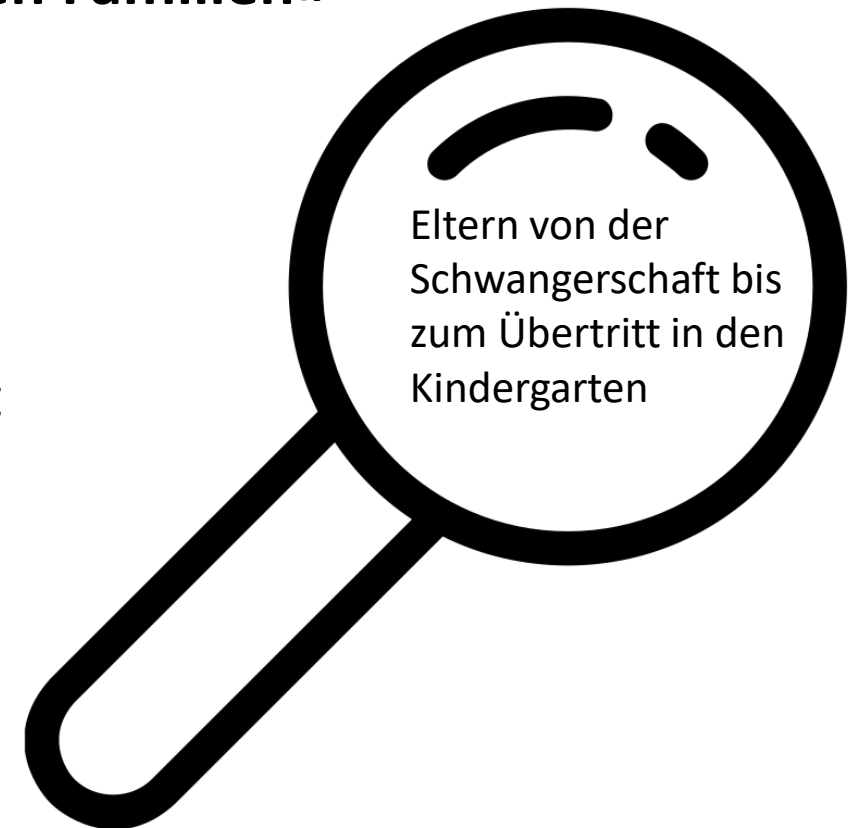 Eltern von der
Schwangerschaft bis
zum Übertritt in den
Kindergarten